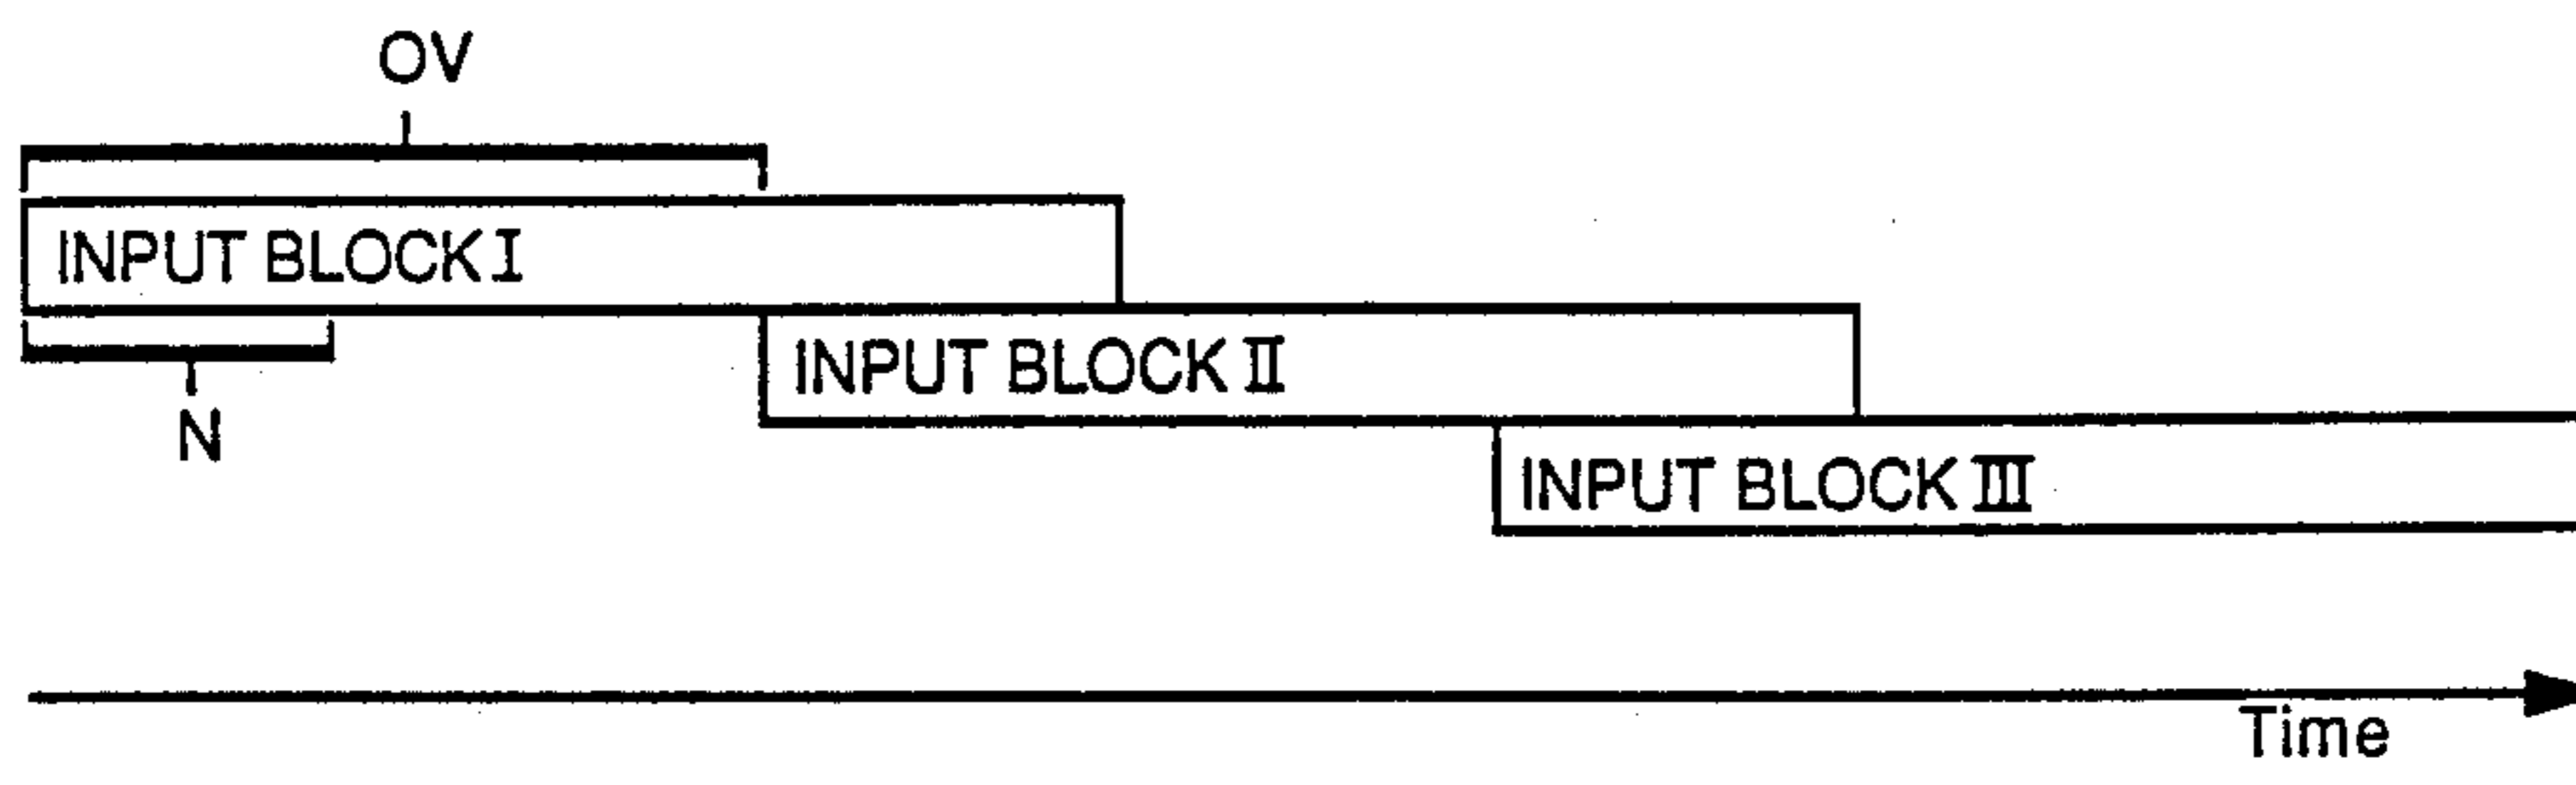 OV
INPUT BLOCK I
N
INPUT BLOCK II
INPUT BLOCK III
Time